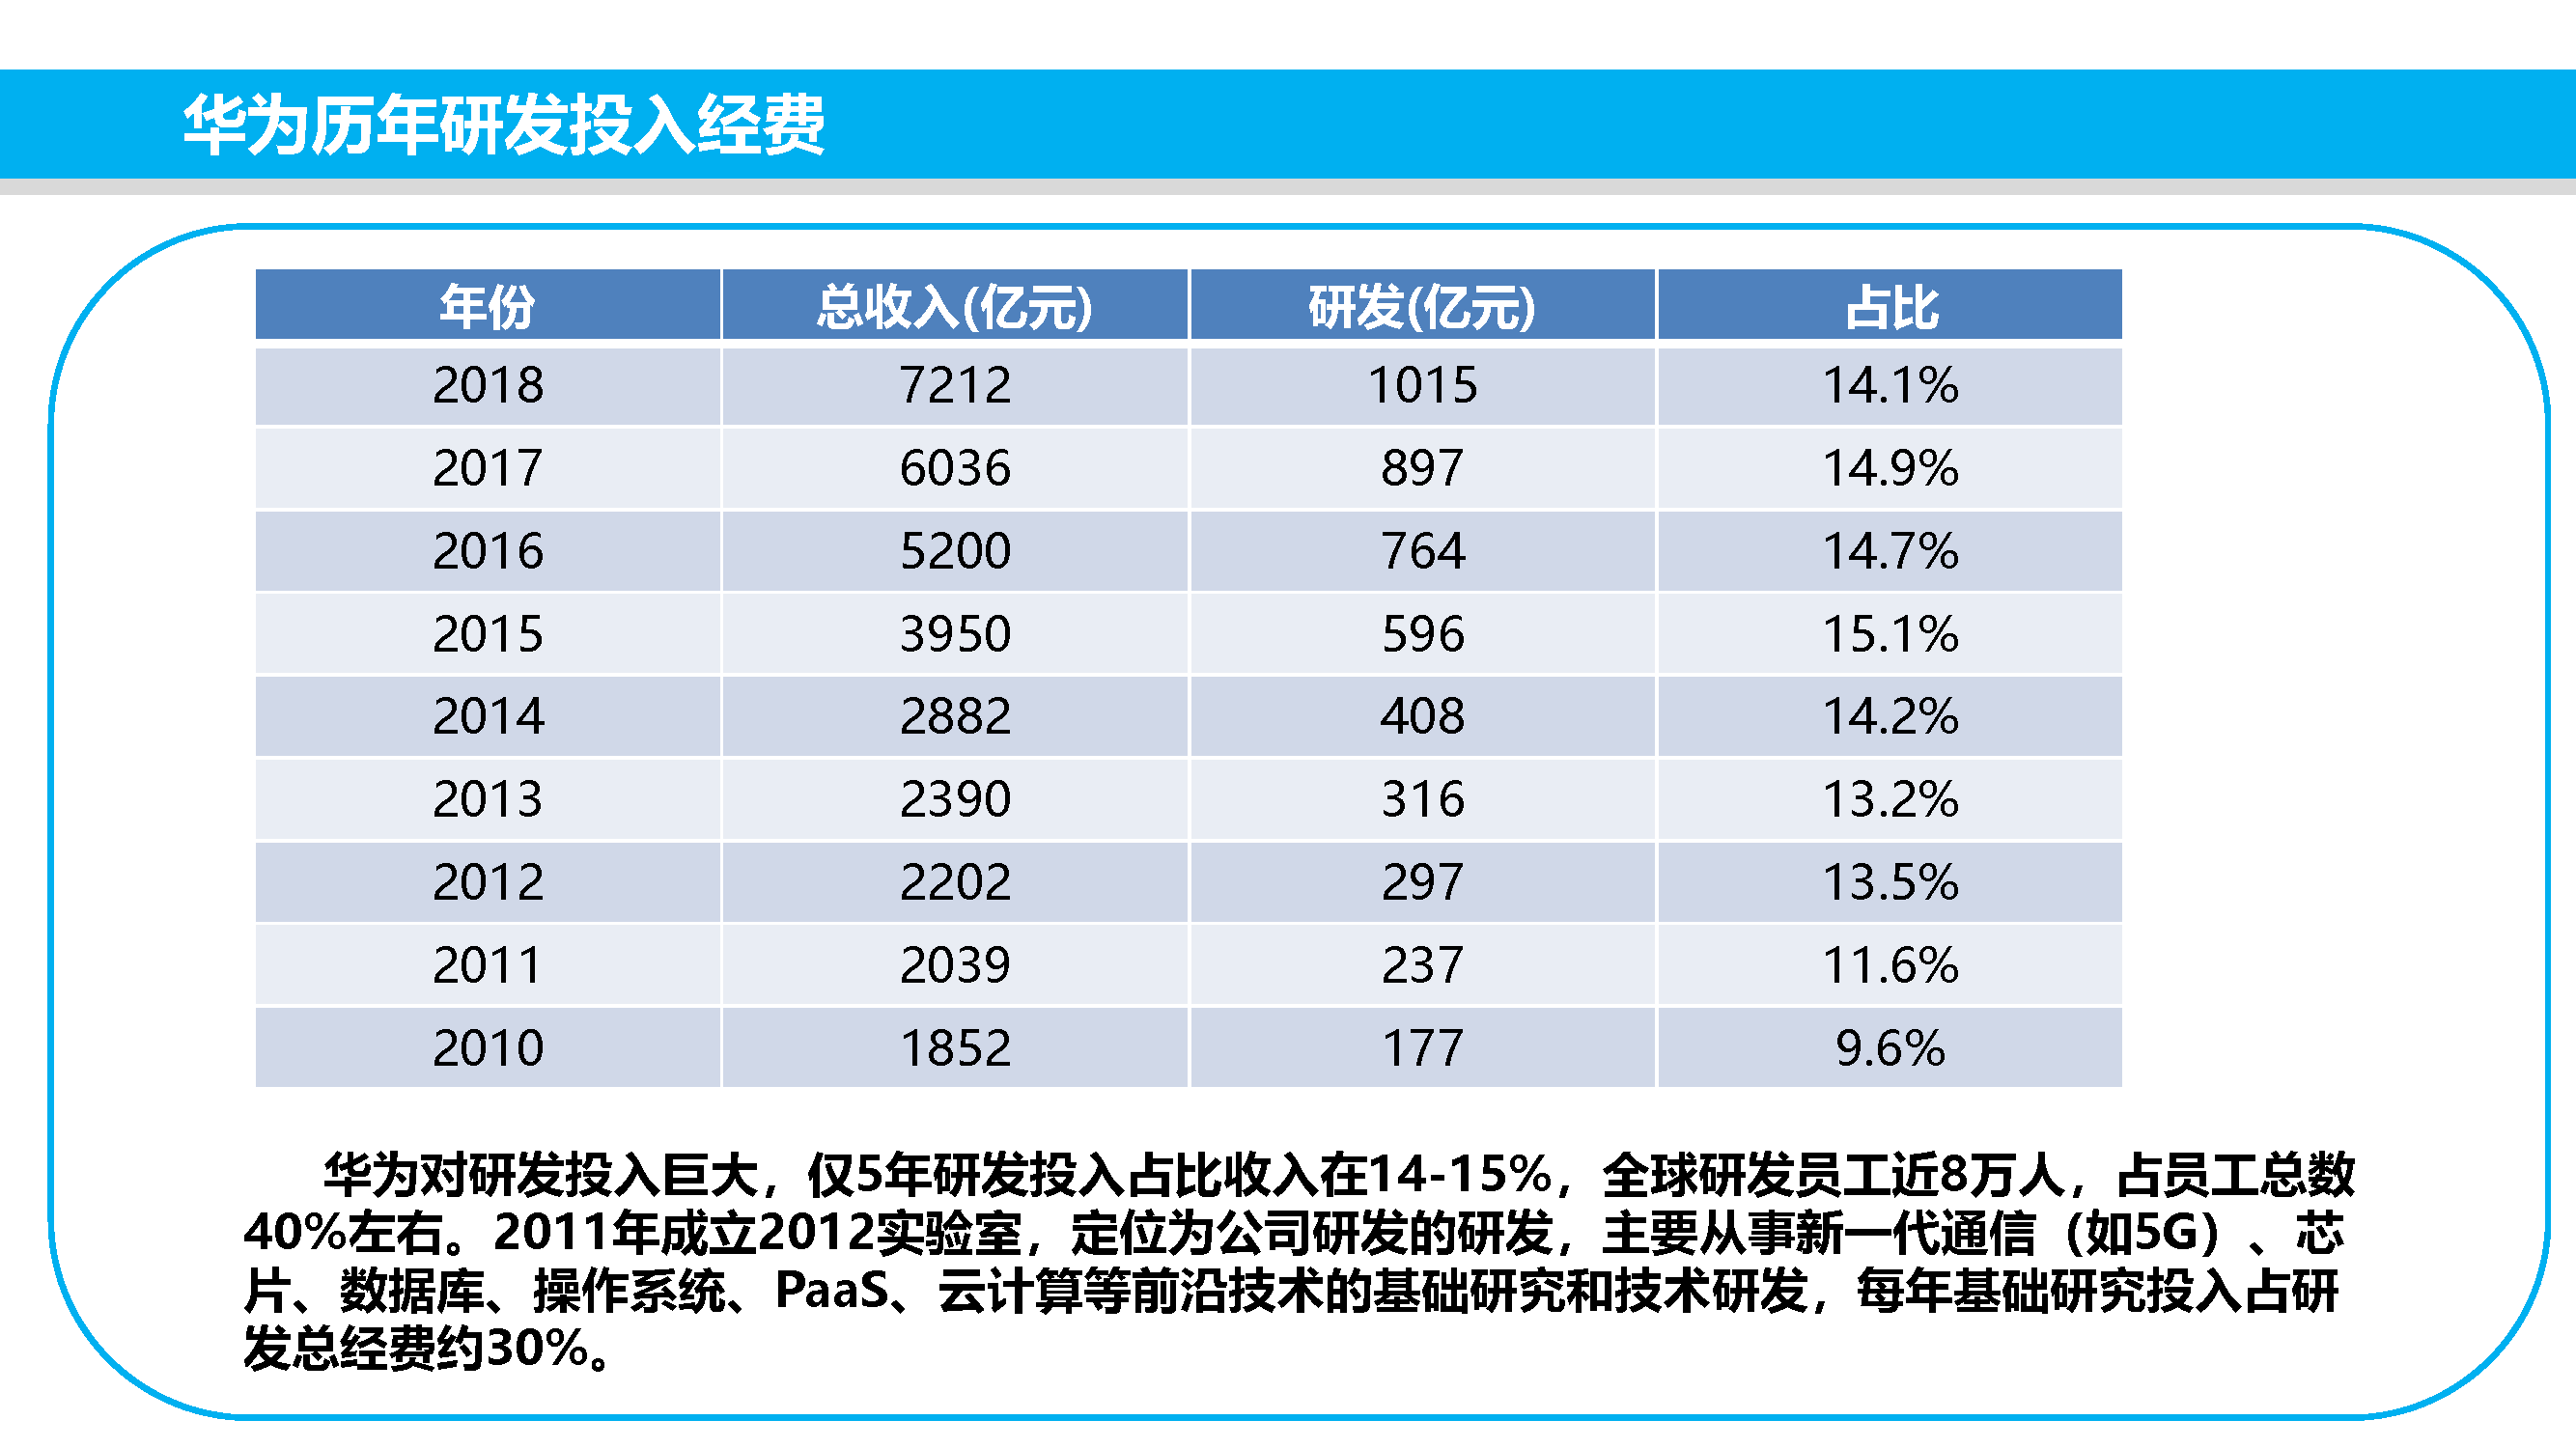 华为历年研发投入经费
年份 总收入(亿元) 研发(亿元) 占比
2018 7212 1015 14.1%
2017 6036 897 14.9%
2016 5200 764 14.7%
2015 3950 596 15.1%
2014 2882 408 14.2%
2013 2390 316 13.2%
2012 2202 297 13.5%
2011 2039 237 11.6%
2010 1852 177 9.6%
华为对研发投入巨大，仅5年研发投入占比收入在14-15%，全球研发员工近8万人，占员工总数
40%左右。2011年成立2012实验室，定位为公司研发的研发，主要从事新一代通信（如5G）、芯
片、数据库、操作系统、PaaS、云计算等前沿技术的基础研究和技术研发，每年基础研究投入占研
发总经费约30%。